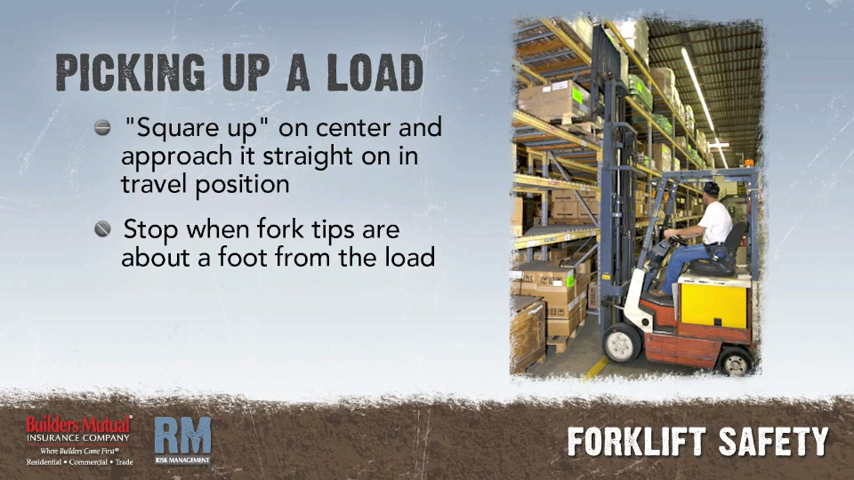 PICKING UP A LOAD
"Square up" on center and
approach it straight on in
travel position
Stop when fork tips are
about a foot from the load
Builders Mutual®
INSURANCE COMPANY
Where Builders Come First®
Residential • Commercial • Trade
RM
RISK MANAGEMENT
FORKLIFT SAFETY